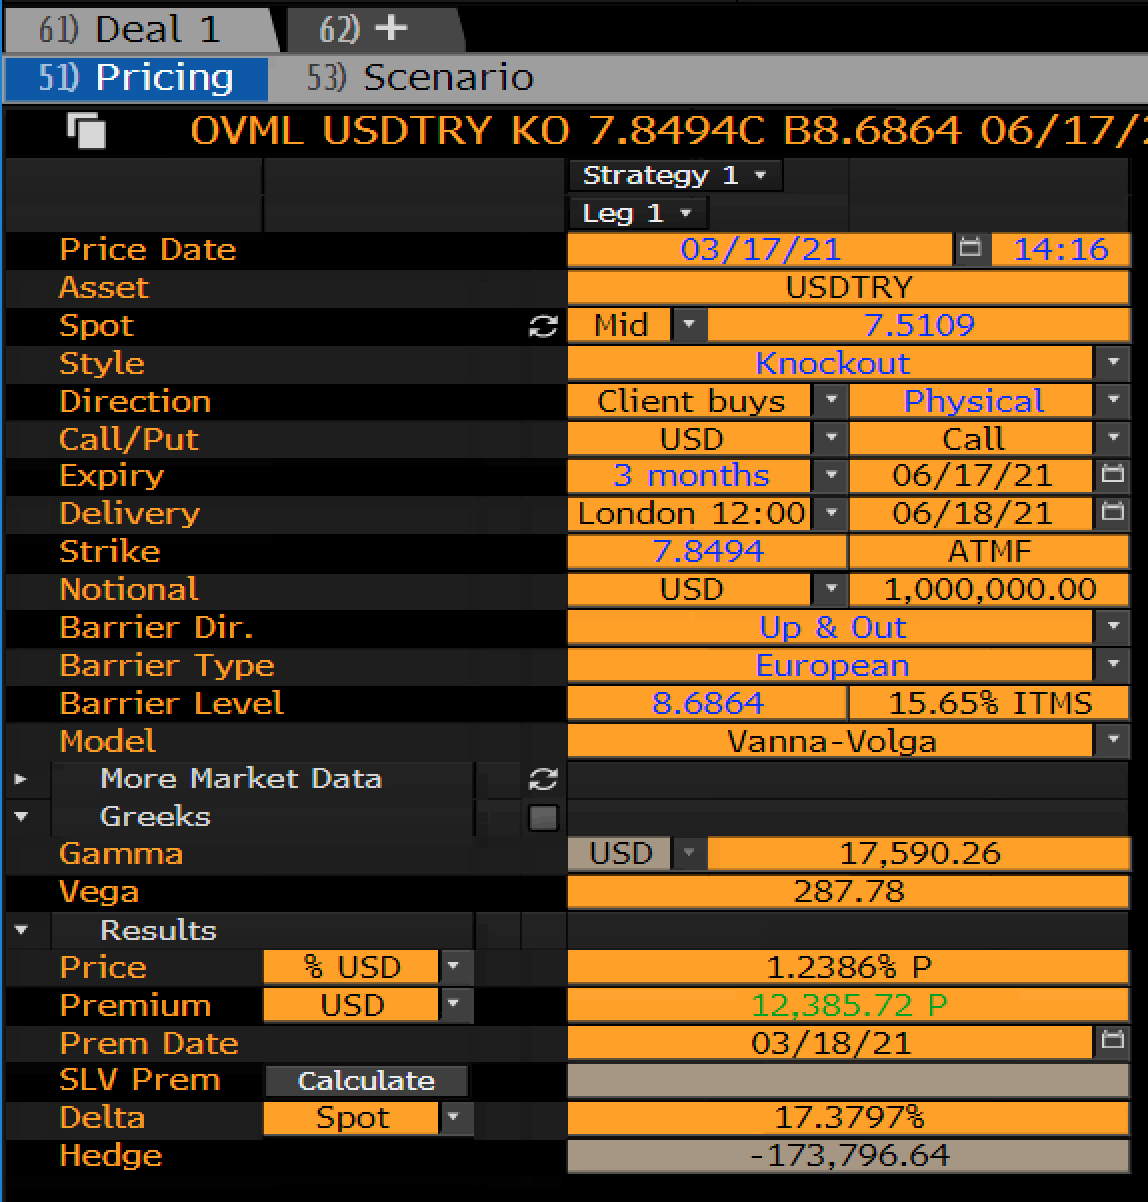 61) Deal 1 62) +
51) Pricing 53) Scenario
OVML USDTRY KO 7.8494C B8.6864 06/17/
Strategy 1
Leg 1
Price Date 03/17/21 14:16
Asset USDTRY
Spot Mid 7.5109
Style Knockout
Direction Client buys Physical
Call/Put USD Call
Expiry 3 months 06/17/21
Delivery London 12:00 06/18/21
Strike 7.8494 ATMF
Notional USD 1,000,000.00
Barrier Dir. Up & Out
Barrier Type European
Barrier Level 8.6864 15.65% ITMS
Model Vanna-Volga
More Market Data
Greeks
Gamma USD 17,590.26
Vega 287.78
Results
Price % USD 1.2386% P
Premium USD 12,385.72 P
Prem Date 03/18/21
SLV Prem Calculate
Delta Spot 17.3797%
Hedge -173,796.64